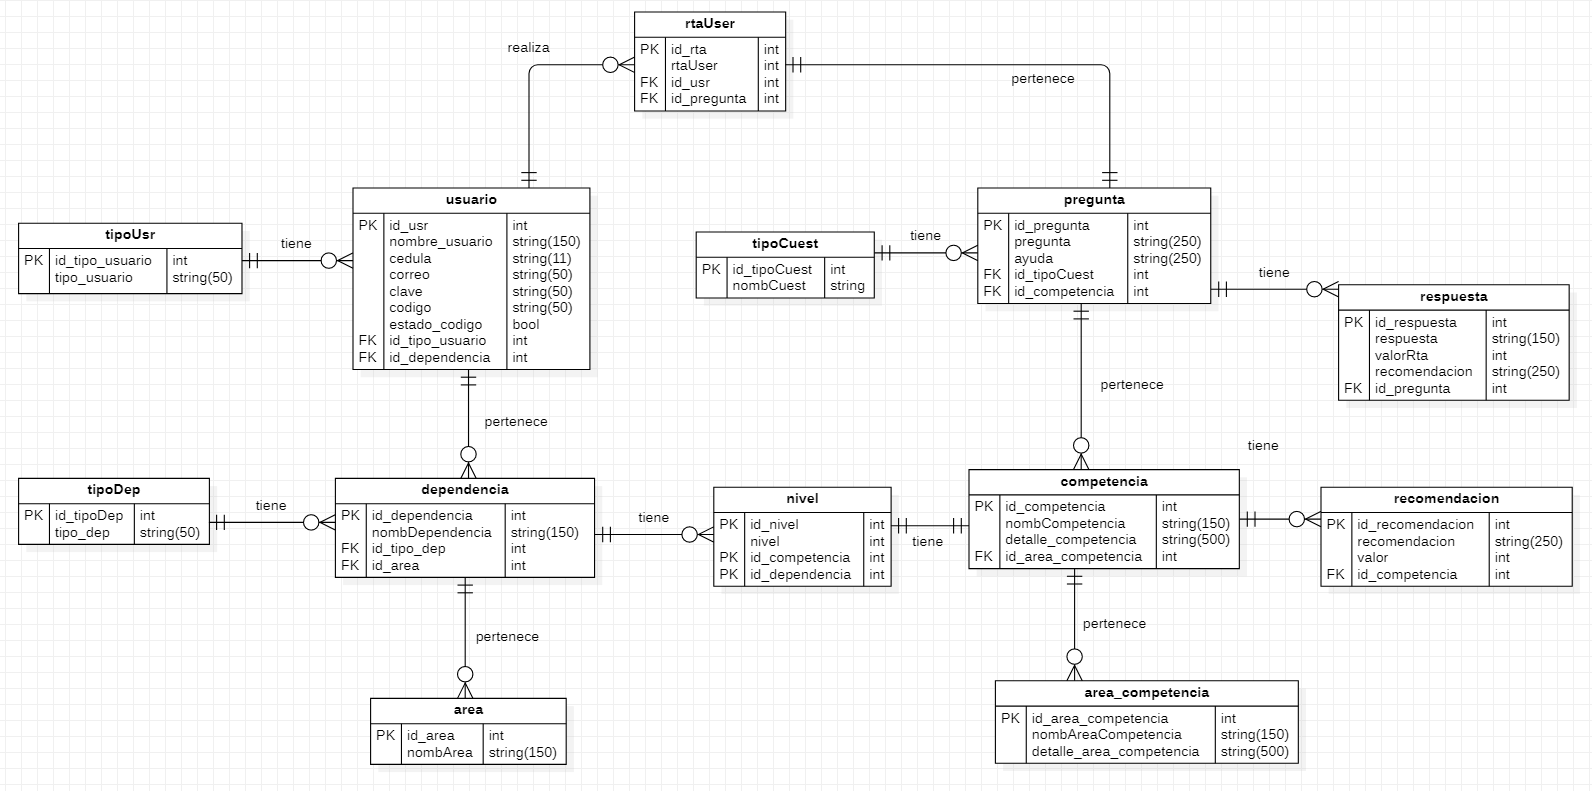 rtaUser
PK id_rta int
rtaUser int
FK id_usr int
FK id_pregunta int
realiza
pertenece
usuario
PK id_usr int
nombre_usuario string(150)
cedula string(11)
correo string(50)
clave string(50)
codigo string(50)
estado_codigo bool
FK id_tipo_usuario int
FK id_dependencia int
tipoUsr
PK id_tipo_usuario int
tipo_usuario string(50)
tiene
tipoCuest
PK id_tipoCuest int
nombCuest string
tiene
pregunta
PK id_pregunta int
pregunta string(250)
ayuda string(250)
FK id_tipoCuest int
FK id_competencia int
tiene
respuesta
PK id_respuesta int
respuesta string(150)
valorRta int
recomendacion string(250)
FK id_pregunta int
pertenece
pertenece
tiene
tipoDep
PK id_tipoDep int
tipo_dep string(50)
tiene
dependencia
PK id_dependencia int
nombDependencia string(150)
FK id_tipo_dep int
FK id_area int
tiene
nivel
PK id_nivel int
nivel int
PK id_competencia int
PK id_dependencia int
tiene
competencia
PK id_competencia int
nombCompetencia string(150)
detalle_competencia string(500)
FK id_area_competencia int
recomendacion
PK id_recomendacion int
recomendacion string(250)
valor int
FK id_competencia int
pertenece
pertenece
area
PK id_area int
nombArea string(150)
area_competencia
PK id_area_competencia int
nombAreaCompetencia string(150)
detalle_area_competencia string(500)